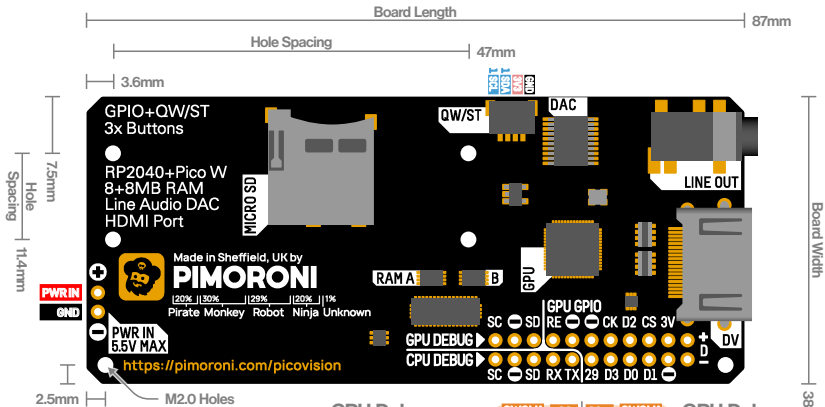 Board Length
87mm
Hole Spacing
47mm
3.6mm
1 SCL
1 SDA
3V3
GND
GPIO+QW/ST
3x Buttons
QW/ST
DAC
7.5mm
RP2040+Pico W
8+8MB RAM
Line Audio DAC
HDMI Port
MICRO SD
LINE OUT
Hole
Spacing
11.4mm
Board Width
Made in Sheffield, UK by
PIMORONI
20% 30% 29% 20% 1%
Pirate Monkey Robot Ninja Unknown
RAM A
B
GPU
PWR IN
GND
PWR IN
5.5V MAX
GPU GPIO
SC SD RE CK D2 CS 3V
GPU DEBUG
CPU DEBUG
+
D
DV
SC SD RX TX 29 D3 D0 D1
https://pimoroni.com/picovision
2.5mm
M2.0 Holes
38